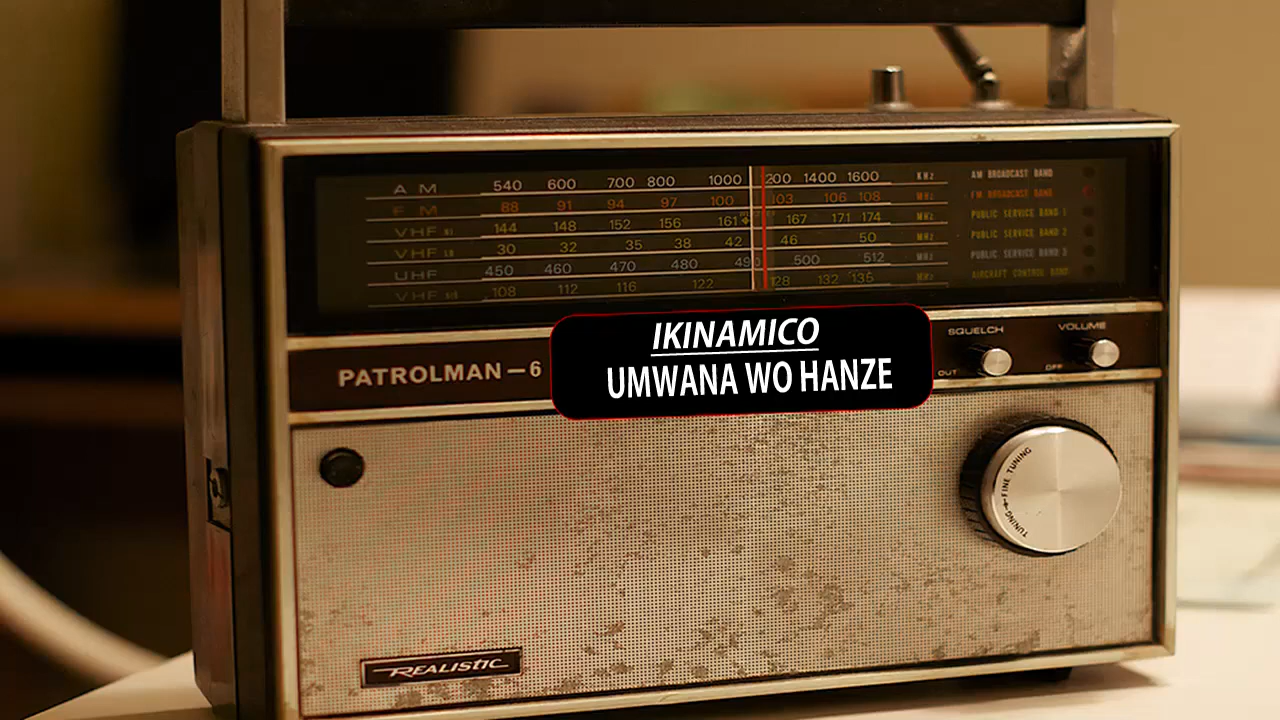 AM 540 600 700 800 1000 1200 1400 1600 KHz AM BROADCAST BAND
FM 88 91 94 97 100 103 106 108 MHz FM BROADCAST BAND
VHF 144 148 152 156 161 167 171 174 MHz PUBLIC SERVICE BAND 1
VHF 30 32 35 38 42 46 50 MHz PUBLIC SERVICE BAND 2
UHF 450 460 470 480 490 500 512 MHz PUBLIC SERVICE BAND 3
VHF 108 112 116 122 128 132 135 MHz AIRCRAFT CONTROL BAND
PATROLMAN—6
IKINAMICO
UMWANA WO HANZE
SQUELCH
OUT
VOLUME
OFF
TUNING FINE TUNING
REALISTIC